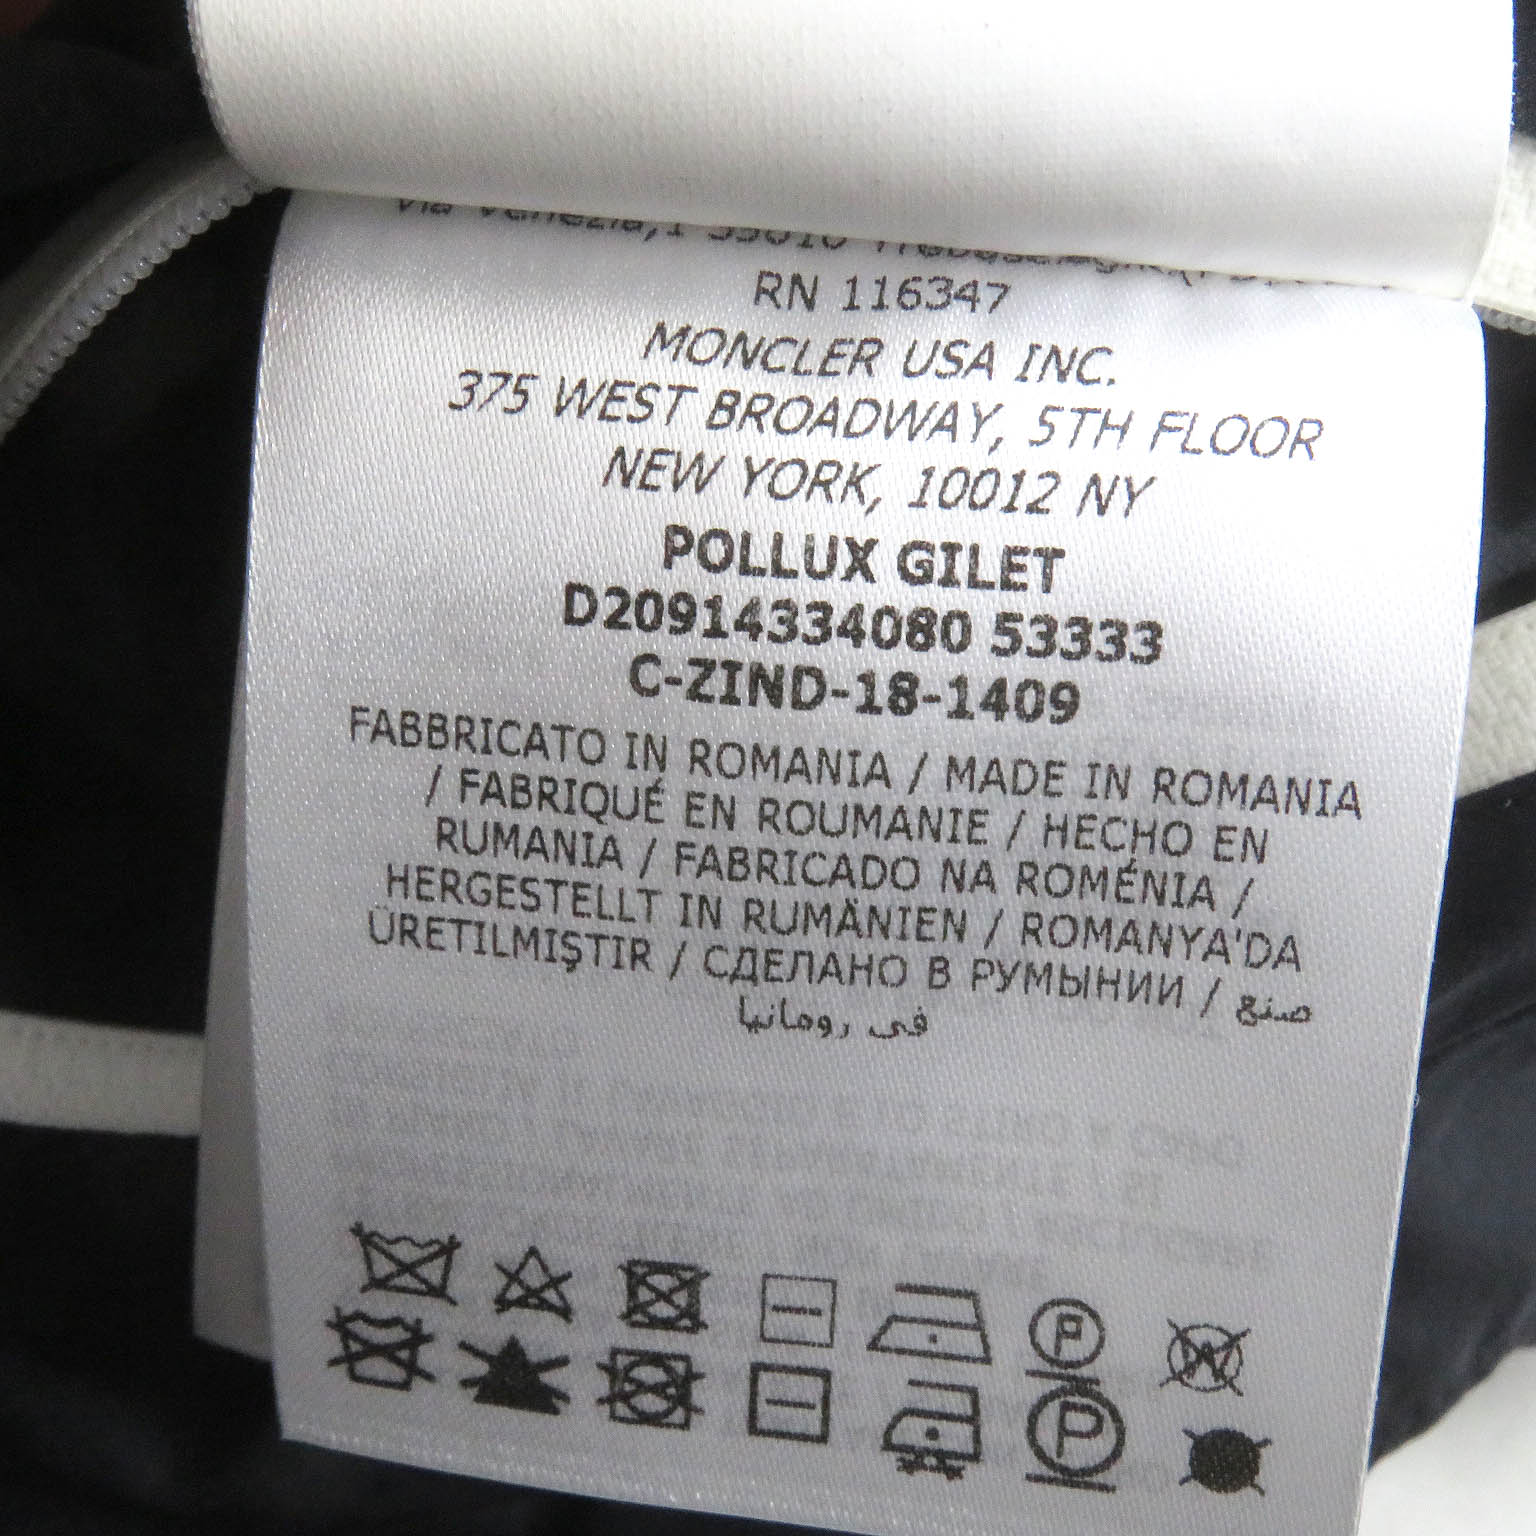 RN 116347
MONCLER USA INC.
375 WEST BROADWAY, 5TH FLOOR
NEW YORK, 10012 NY
POLLUX GILET
D20914334080 53333
C-ZIND-18-1409
FABBRICATO IN ROMANIA / MADE IN ROMANIA
/ FABRIQUÉ EN ROUMANIE / HECHO EN
RUMANIA / FABRICADO NA ROMÉNIA /
HERGESTELLT IN RUMÄNIEN / ROMANYA'DA
ÜRETILMIŞTIR / СДЕЛАНО В РУМЫНИИ / صنع
في رومانيا
P
W
P